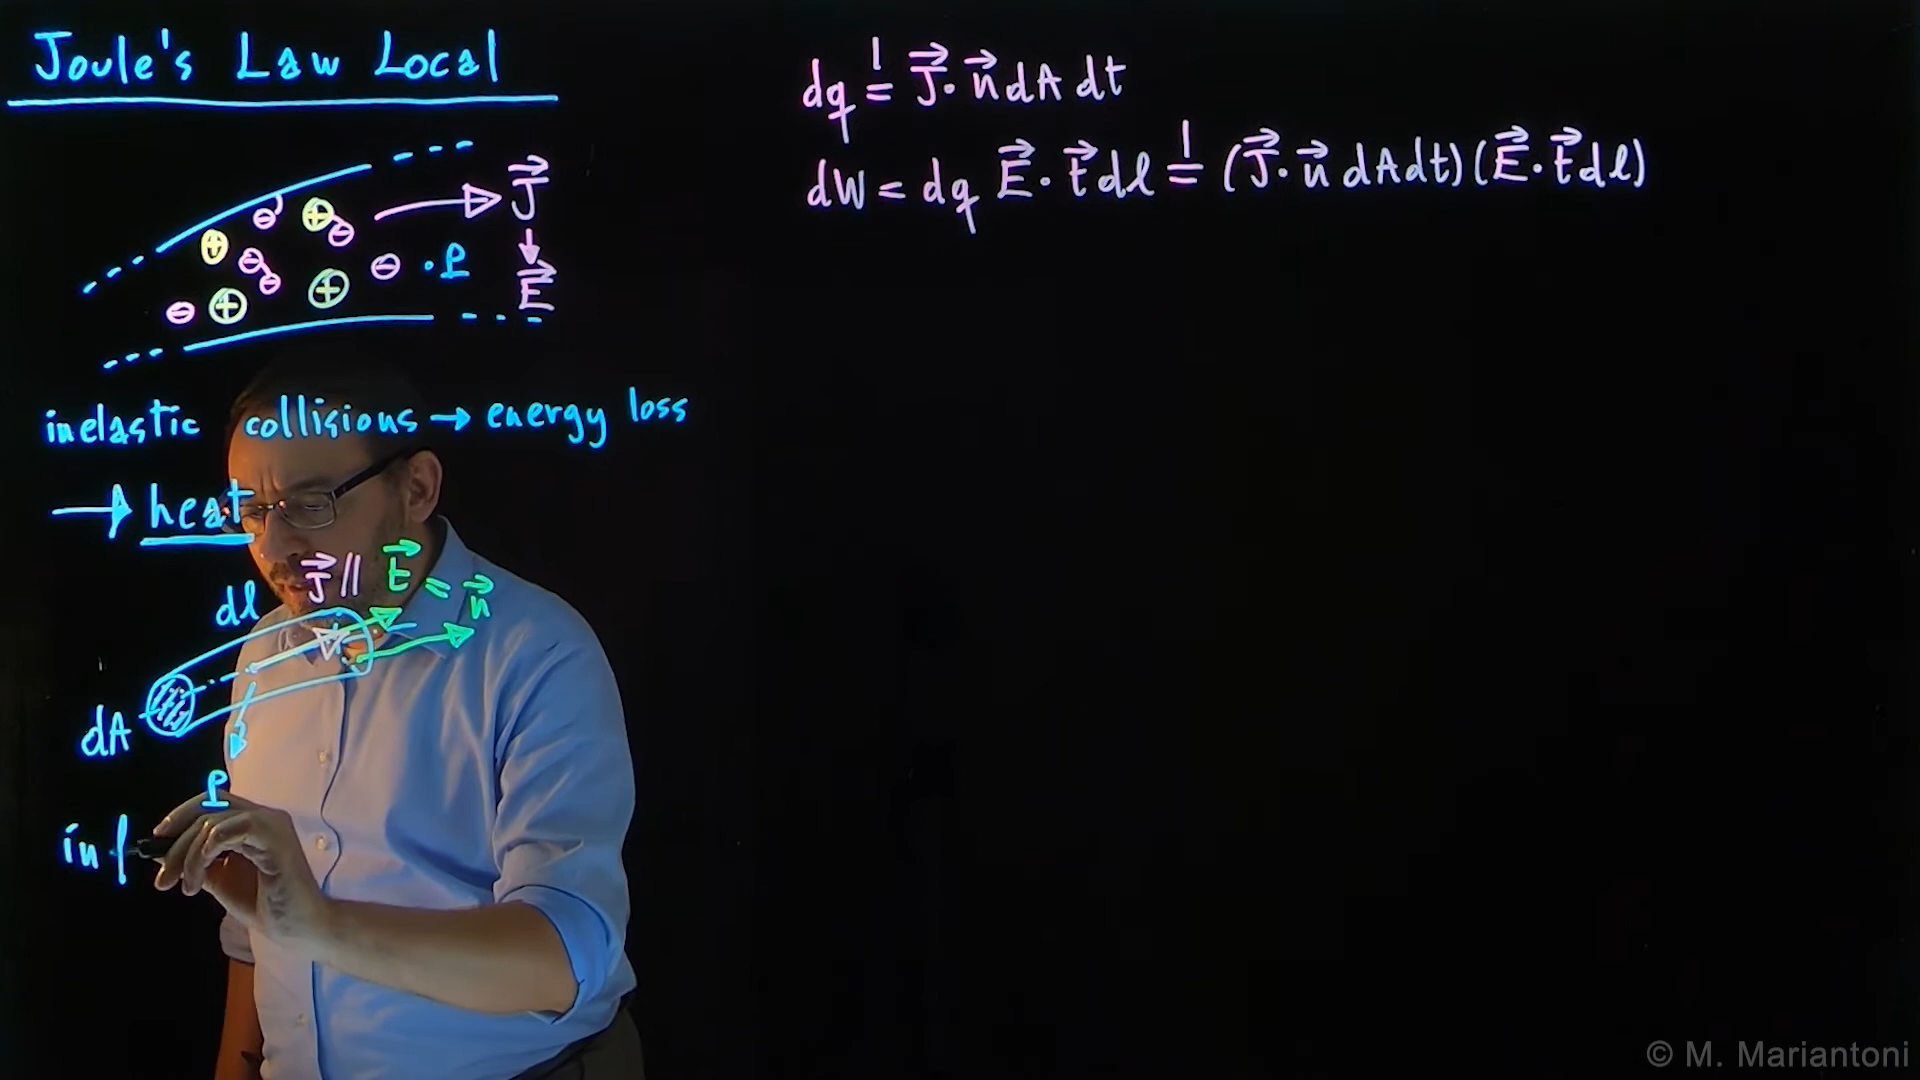 Joule's Law Local
J⃗
E⃗
· P
inelastic collisions → energy loss
→ heat
dl
J⃗ ∥ t⃗ = n⃗
dA
P
in
dq = J⃗ · n⃗ dA dt
dW = dq E⃗ · t⃗ dl = (J⃗ · n⃗ dA dt)(E⃗ · t⃗ dl)
© M. Mariantoni